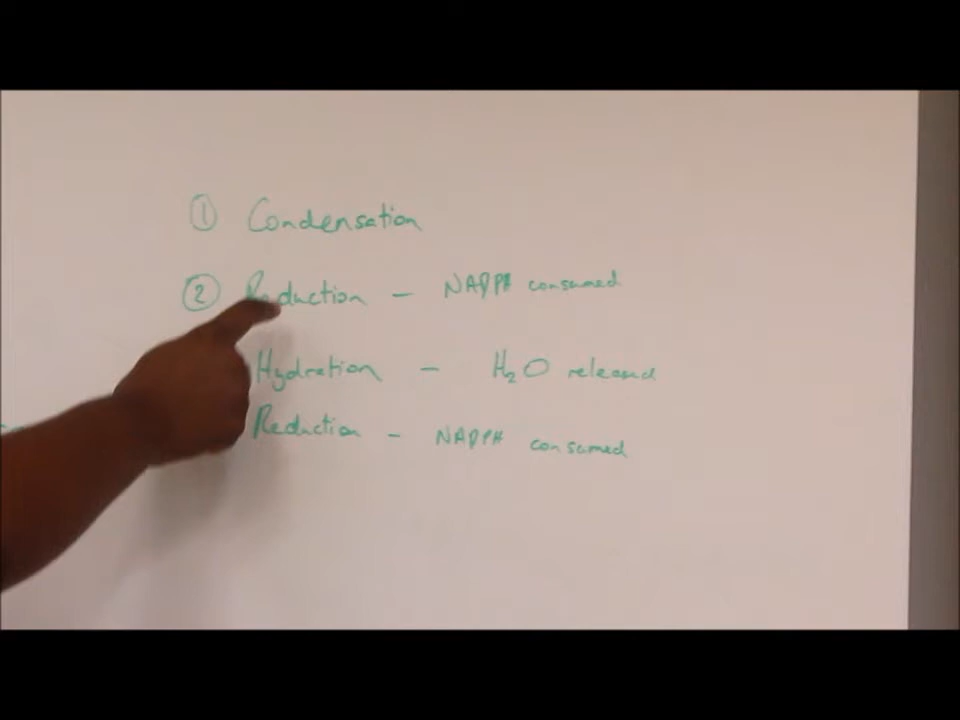 ① Condensation
② Reduction - NADPH consumed
Hydration - H₂O released
Reduction - NADPH consumed